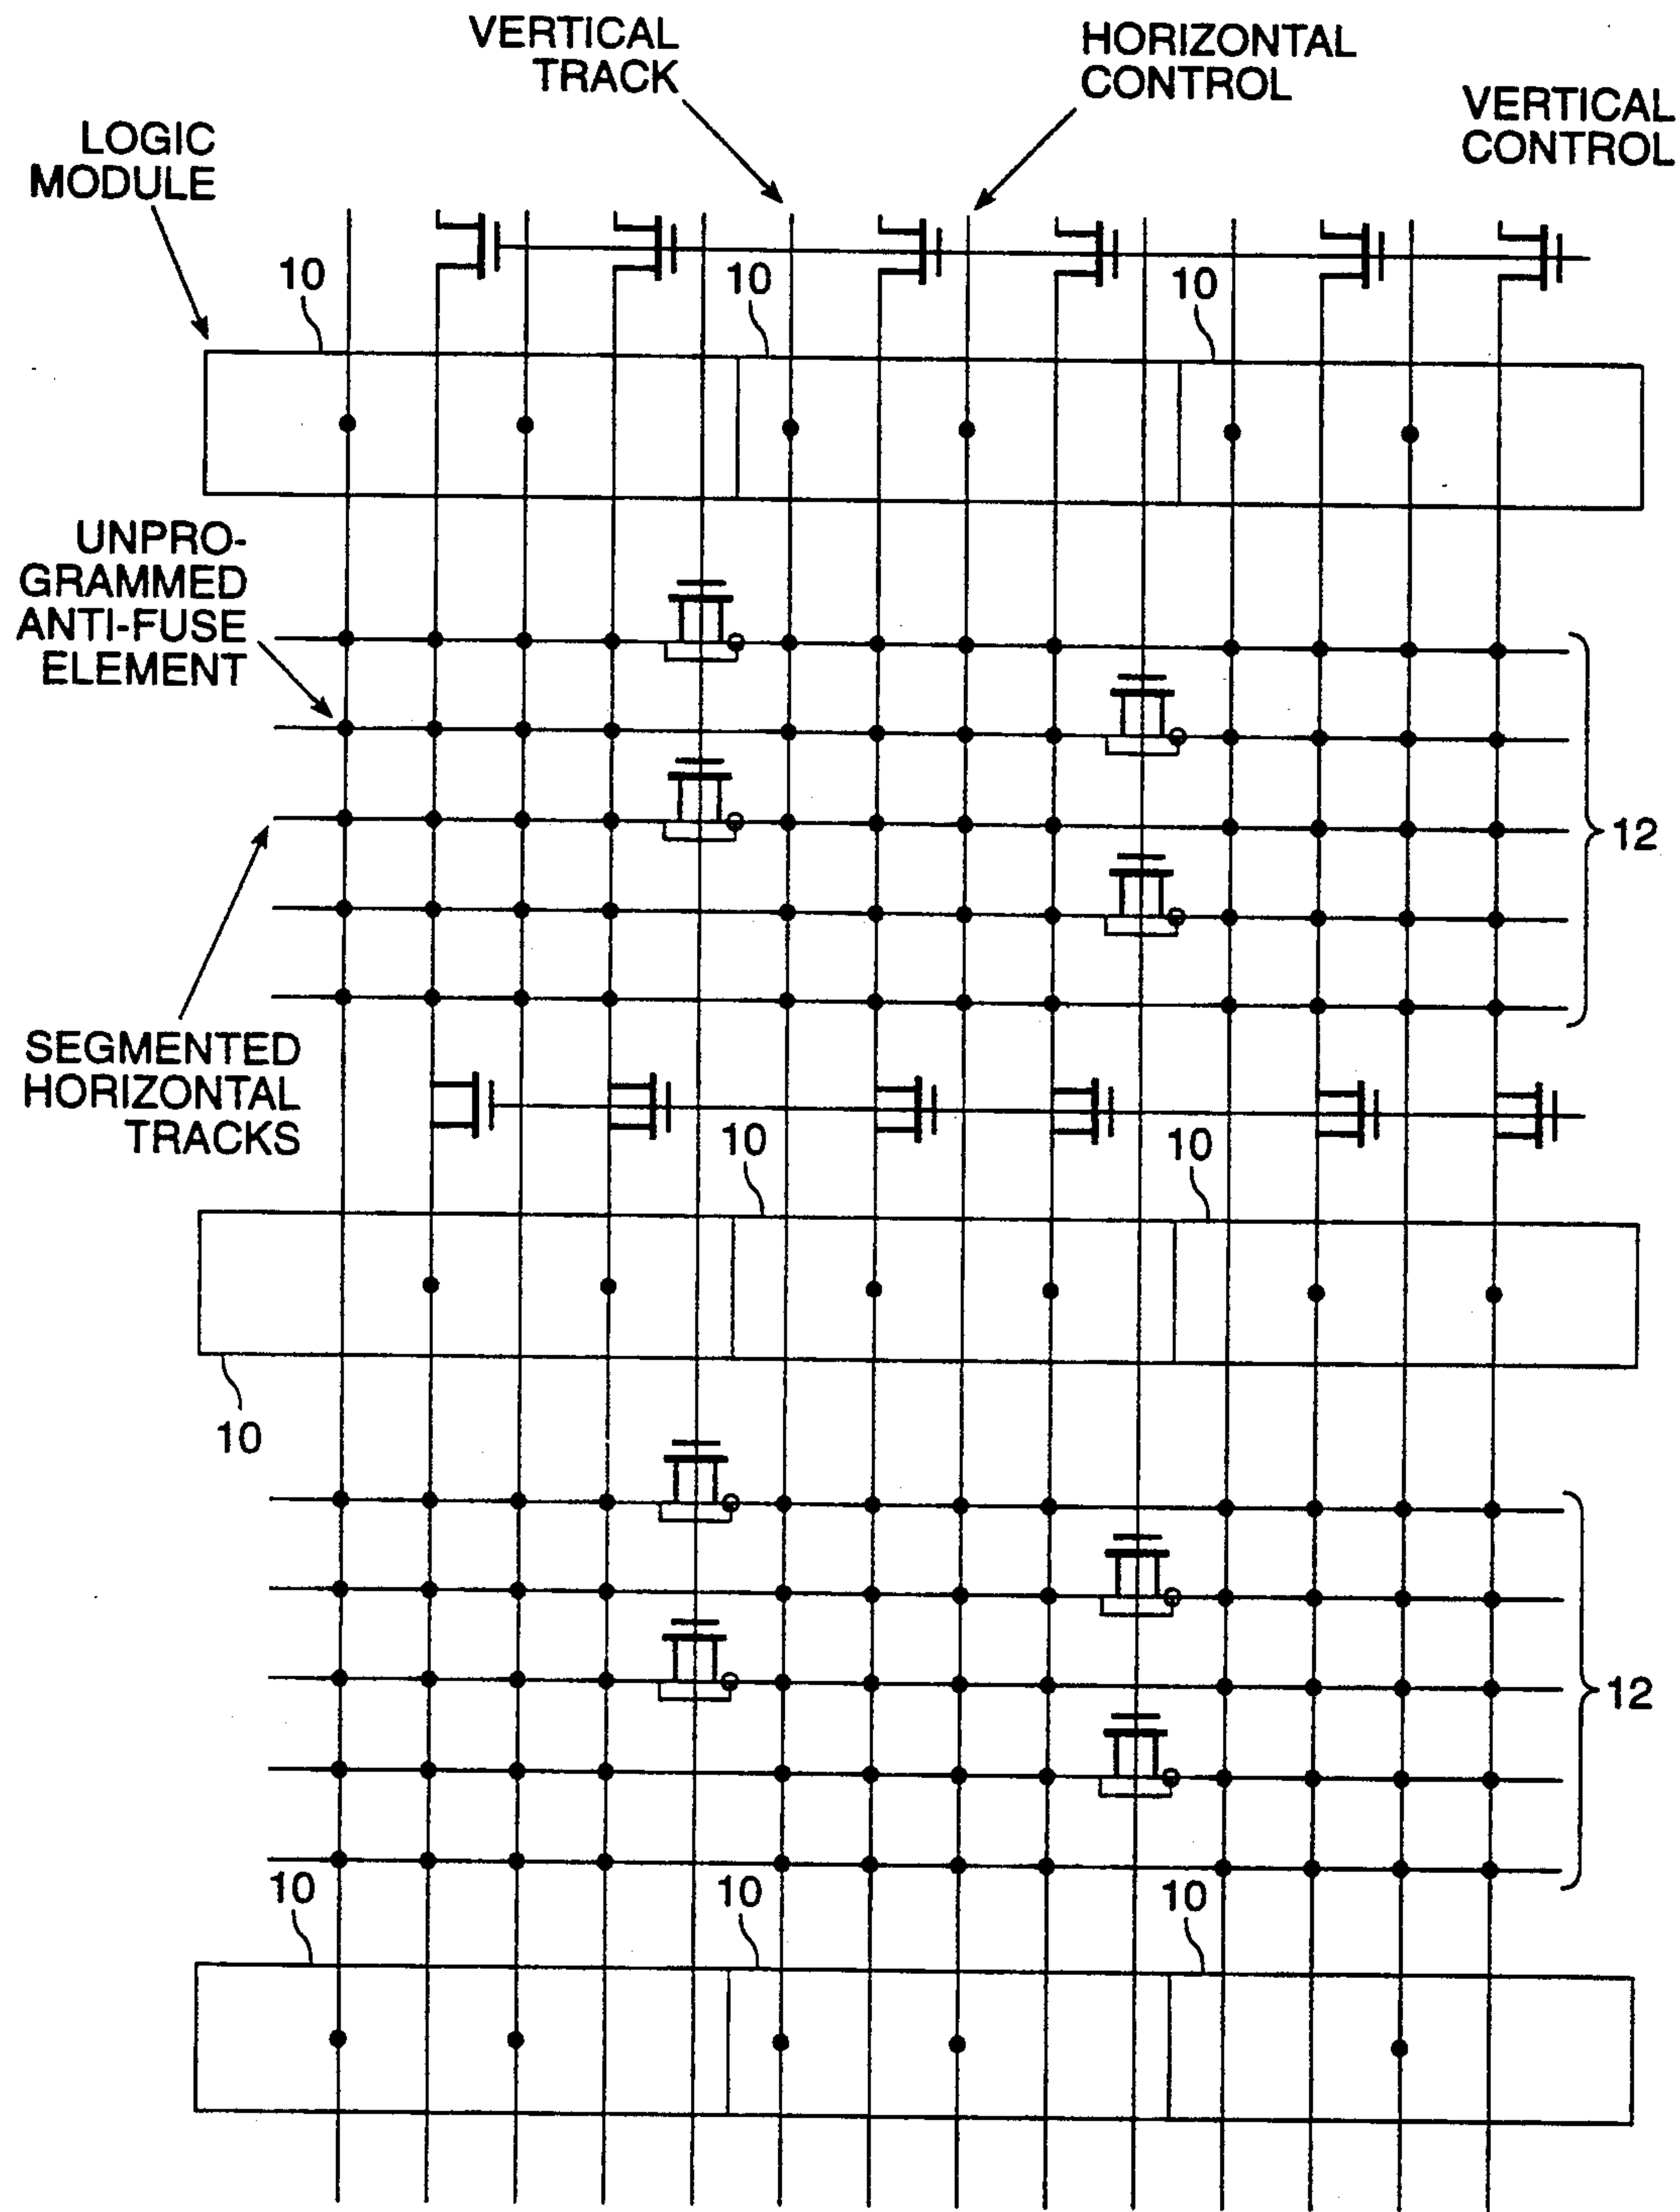 VERTICAL
TRACK
HORIZONTAL
CONTROL
VERTICAL
CONTROL
LOGIC
MODULE
10
10
10
UNPRO-
GRAMMED
ANTI-FUSE
ELEMENT
12
SEGMENTED
HORIZONTAL
TRACKS
10
10
10
12
10
10
10